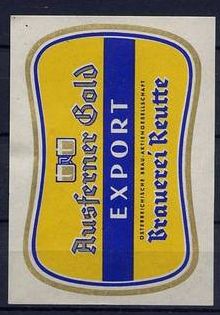 Ausferner Gold
EXPORT
ÖSTERREICHISCHE BRAU-AKTIENGESELLSCHAFT
Brauerei Reutte